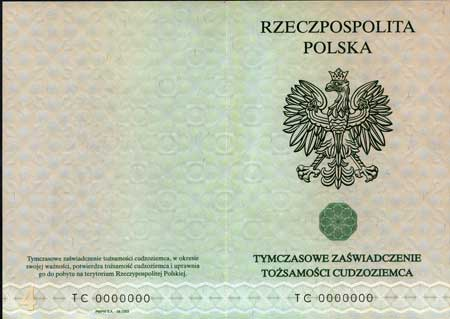 RZECZPOSPOLITA
POLSKA
TYMCZASOWE ZAŚWIADCZENIE
TOŻSAMOŚCI CUDZOZIEMCA
Tymczasowe zaświadczenie tożsamości cudzoziemca, w okresie
swojej ważności, potwierdza tożsamość cudzoziemca i uprawnia
go do pobytu na terytorium Rzeczypospolitej Polskiej.
TC 0000000
TC 0000000